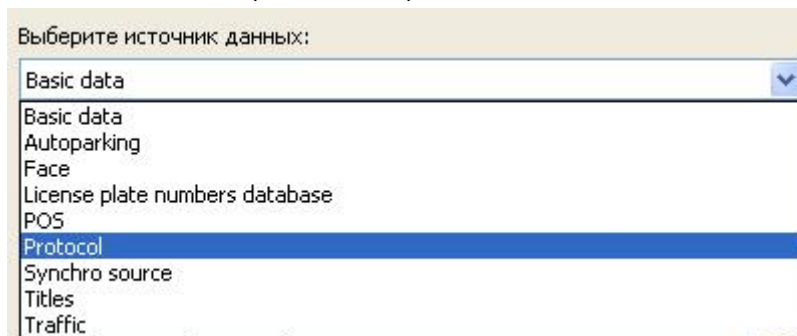 Выберите источник данных:
Basic data
Basic data
Autoparking
Face
License plate numbers database
POS
Protocol
Synchro source
Titles
Traffic